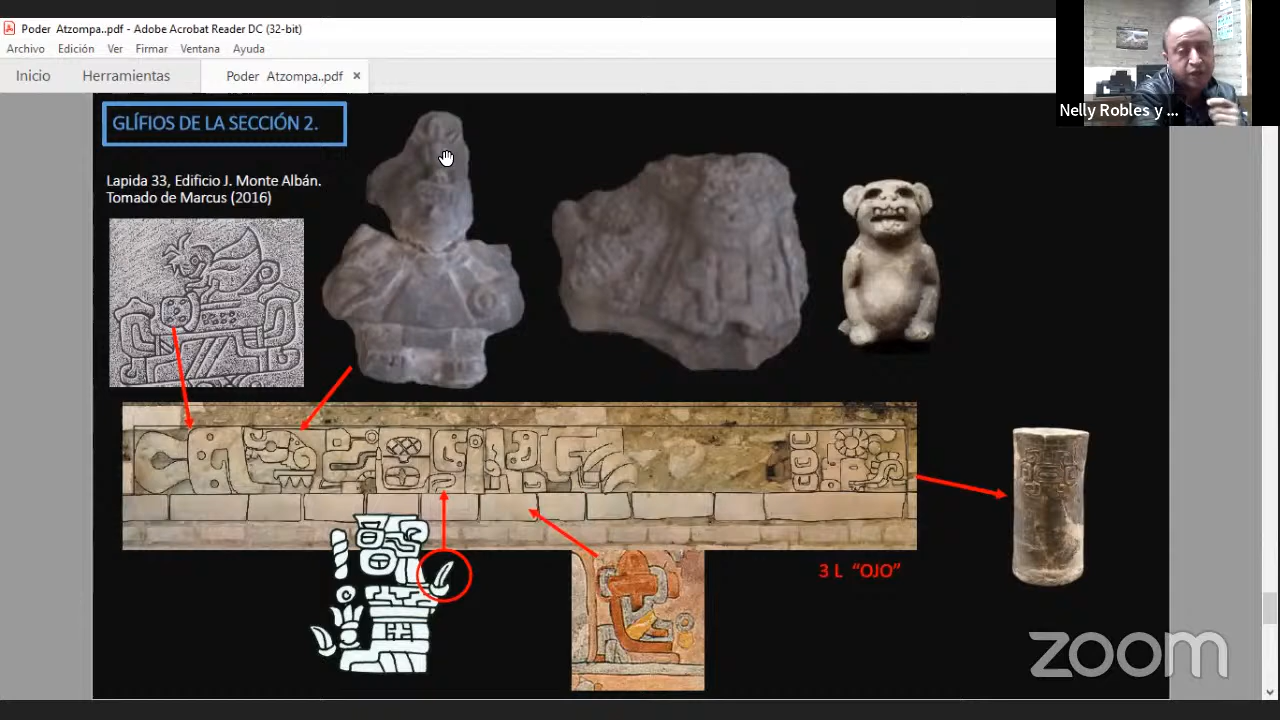 Poder Atzompa..pdf - Adobe Acrobat Reader DC (32-bit)
Archivo Edición Ver Firmar Ventana Ayuda
Inicio Herramientas Poder Atzompa..pdf ×
Nelly Robles y ...
GLÍFIOS DE LA SECCIÓN 2.
Lapida 33, Edificio J. Monte Albán.
Tomado de Marcus (2016)
3 L “OJO”
zoom